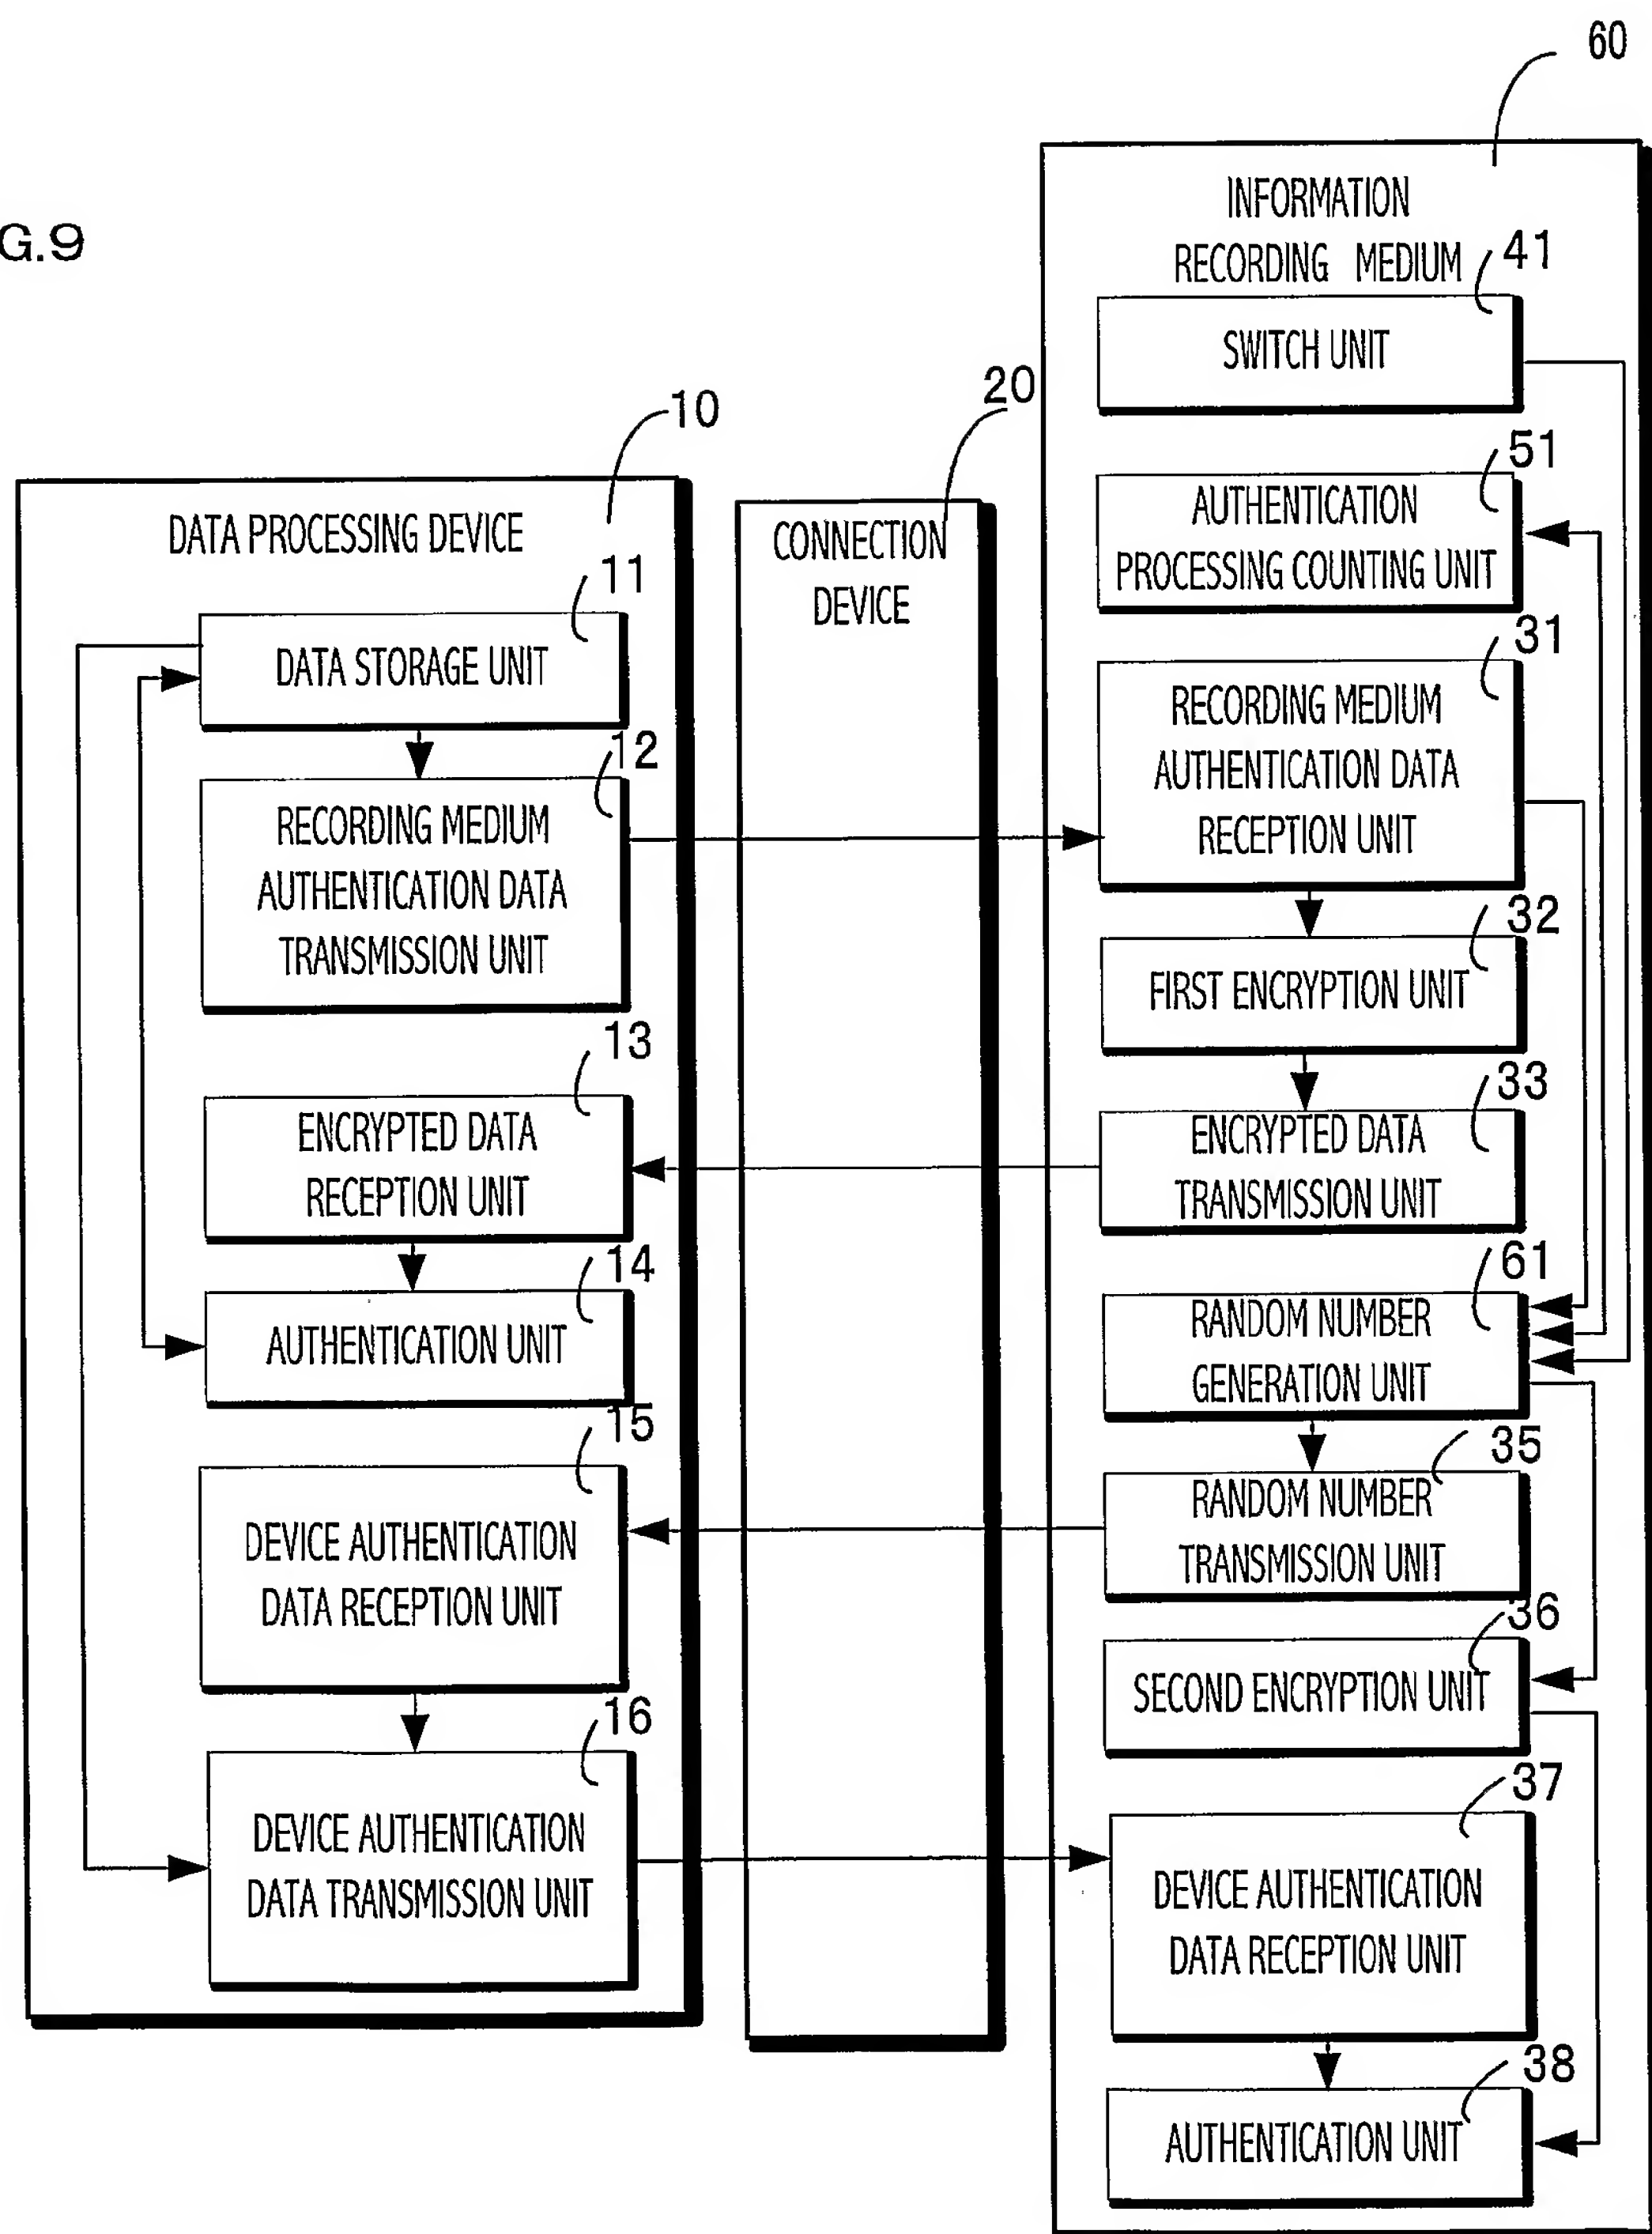 G.9
10
DATA PROCESSING DEVICE
11
DATA STORAGE UNIT
12
RECORDING MEDIUM
AUTHENTICATION DATA
TRANSMISSION UNIT
13
ENCRYPTED DATA
RECEPTION UNIT
14
AUTHENTICATION UNIT
15
DEVICE AUTHENTICATION
DATA RECEPTION UNIT
16
DEVICE AUTHENTICATION
DATA TRANSMISSION UNIT
20
CONNECTION
DEVICE
60
INFORMATION
RECORDING MEDIUM
41
SWITCH UNIT
51
AUTHENTICATION
PROCESSING COUNTING UNIT
31
RECORDING MEDIUM
AUTHENTICATION DATA
RECEPTION UNIT
32
FIRST ENCRYPTION UNIT
33
ENCRYPTED DATA
TRANSMISSION UNIT
61
RANDOM NUMBER
GENERATION UNIT
35
RANDOM NUMBER
TRANSMISSION UNIT
36
SECOND ENCRYPTION UNIT
37
DEVICE AUTHENTICATION
DATA RECEPTION UNIT
38
AUTHENTICATION UNIT